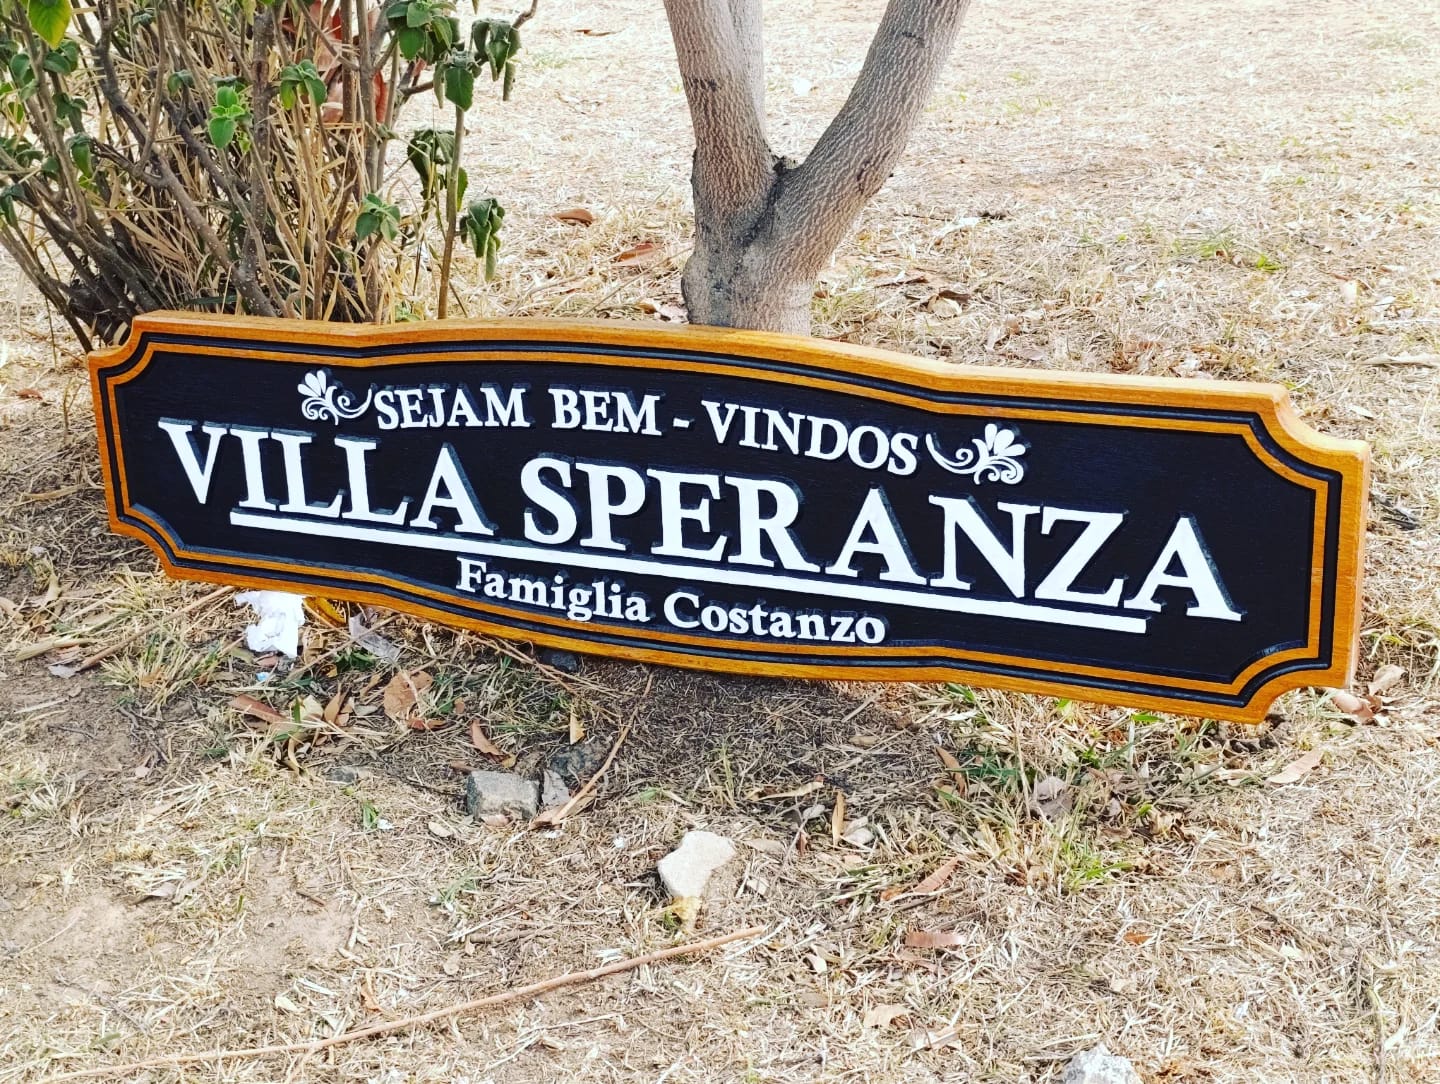 SEJAM BEM-VINDOS
VILLA SPERANZA
Famiglia Costanzo